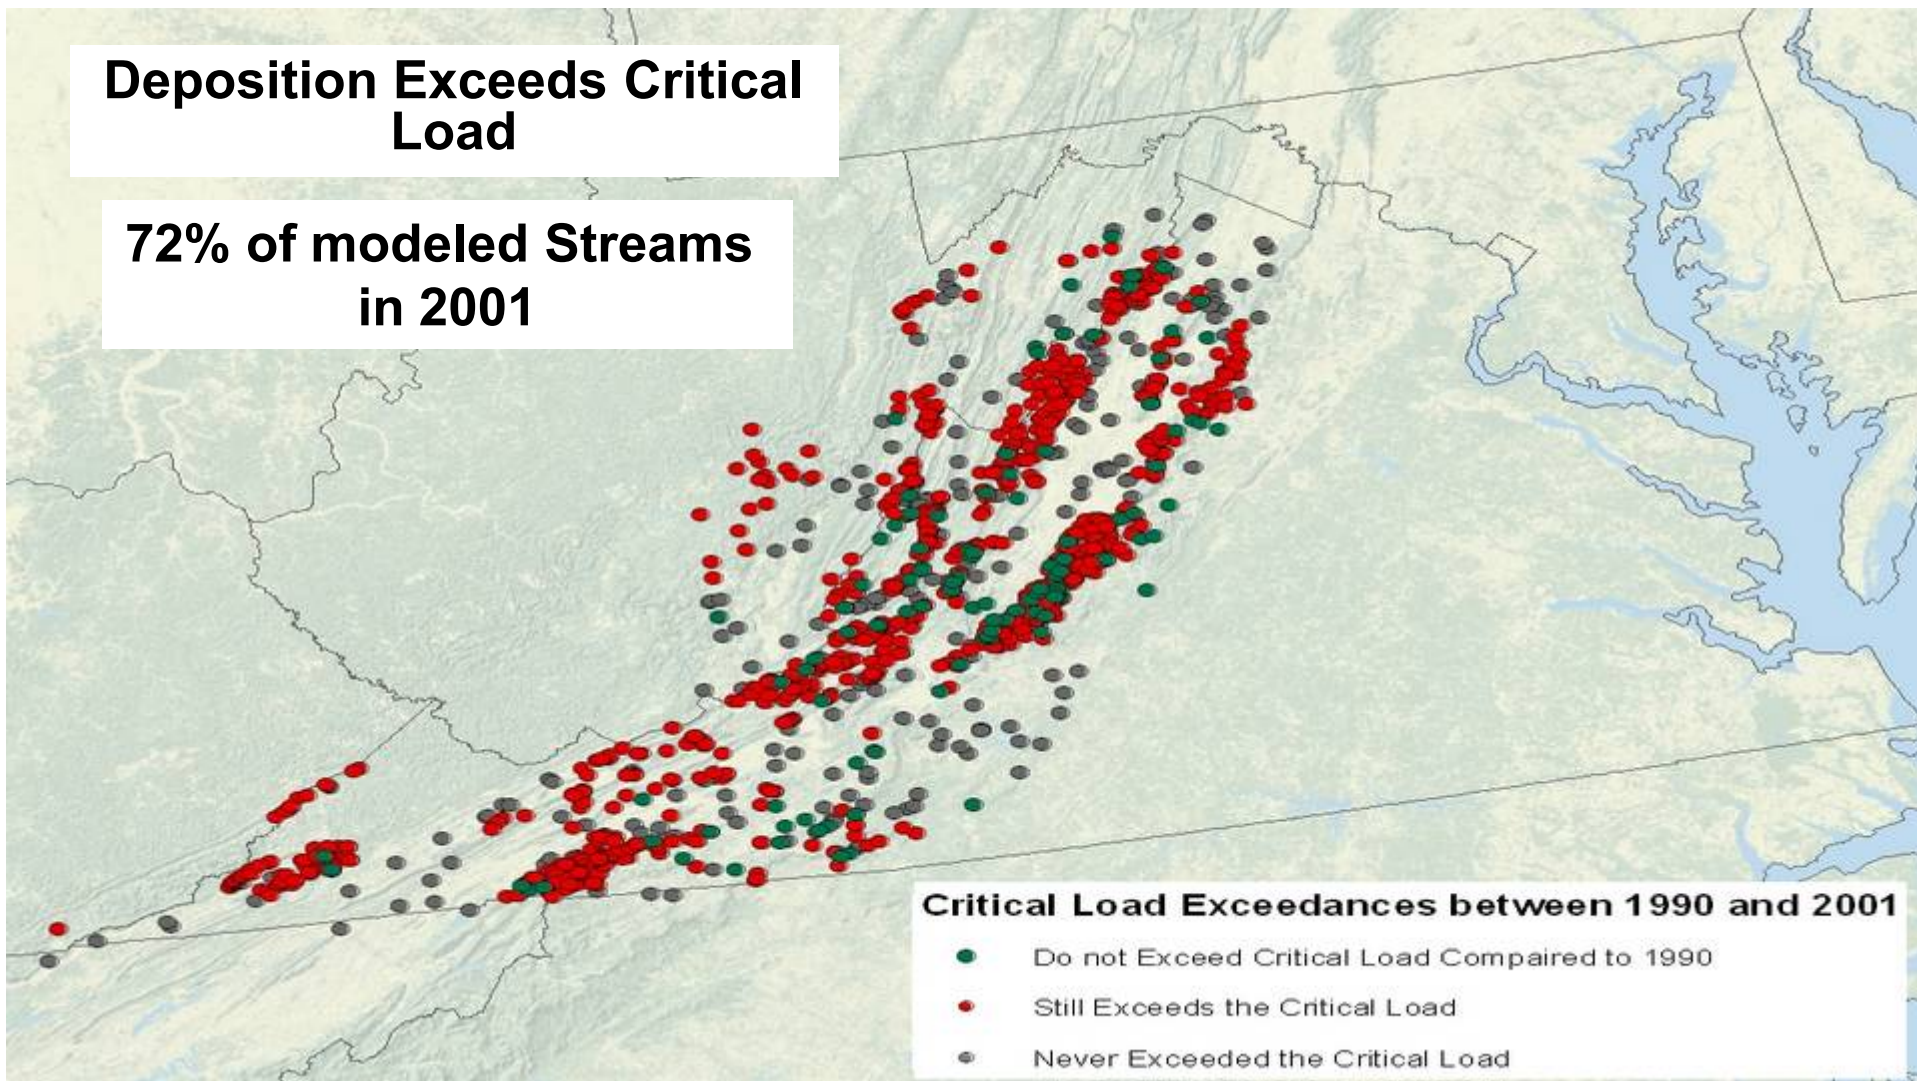 Deposition Exceeds Critical
Load
72% of modeled Streams
in 2001
Critical Load Exceedances between 1990 and 2001
Do not Exceed Critical Load Compaired to 1990
Still Exceeds the Critical Load
Never Exceeded the Critical Load